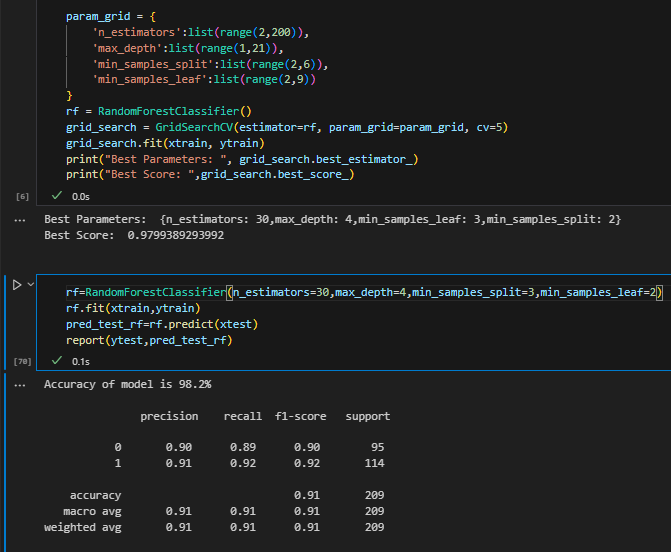 param_grid = {
    'n_estimators':list(range(2,200)),
    'max_depth':list(range(1,21)),
    'min_samples_split':list(range(2,6)),
    'min_samples_leaf':list(range(2,9))
}
rf = RandomForestClassifier()
grid_search = GridSearchCV(estimator=rf, param_grid=param_grid, cv=5)
grid_search.fit(xtrain, ytrain)
print("Best Parameters: ", grid_search.best_estimator_)
print("Best Score: ",grid_search.best_score_)
[6] ✓ 0.0s
... Best Parameters:  {n_estimators: 30,max_depth: 4,min_samples_leaf: 3,min_samples_split: 2}
Best Score:  0.9799389293992
rf=RandomForestClassifier(n_estimators=30,max_depth=4,min_samples_split=3,min_samples_leaf=2)
rf.fit(xtrain,ytrain)
pred_test_rf=rf.predict(xtest)
report(ytest,pred_test_rf)
[70] ✓ 0.1s
... Accuracy of model is 98.2%
precision recall f1-score support
0 0.90 0.89 0.90 95
1 0.91 0.92 0.92 114
accuracy 0.91 209
macro avg 0.91 0.91 0.91 209
weighted avg 0.91 0.91 0.91 209